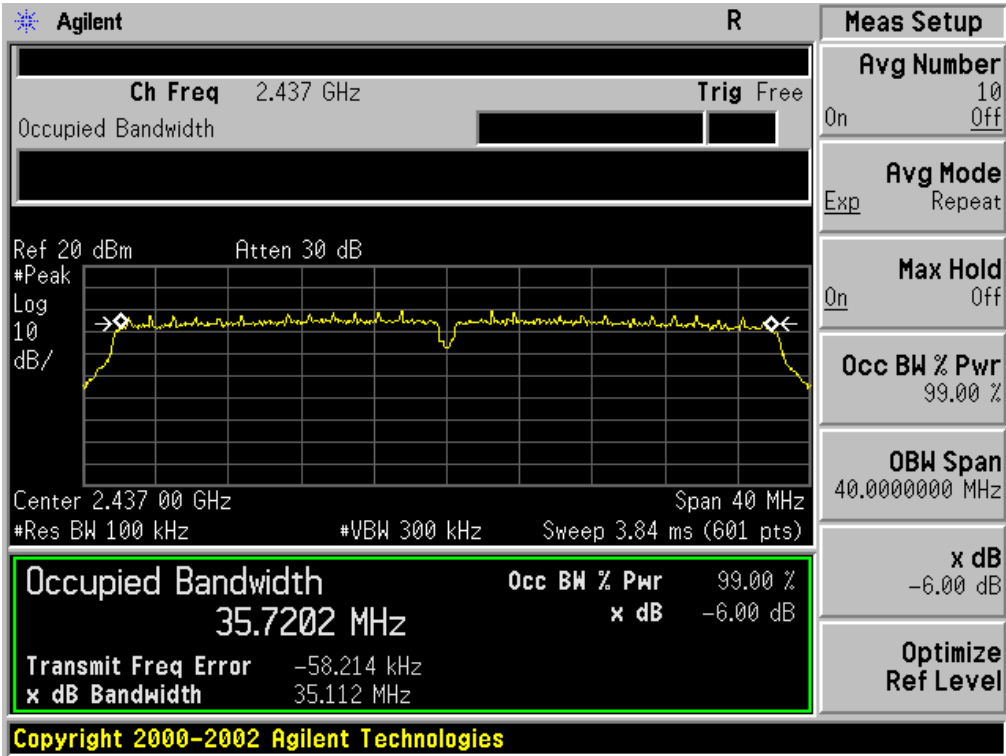 Agilent R
Ch Freq 2.437 GHz Trig Free
Occupied Bandwidth
Ref 20 dBm Atten 30 dB
#Peak
Log
10
dB/
Center 2.437 00 GHz Span 40 MHz
#Res BW 100 kHz #VBW 300 kHz Sweep 3.84 ms (601 pts)
Occupied Bandwidth
35.7202 MHz
Occ BW % Pwr 99.00 %
x dB -6.00 dB
Transmit Freq Error -58.214 kHz
x dB Bandwidth 35.112 MHz
Copyright 2000-2002 Agilent Technologies
Meas Setup
Avg Number
10
On Off
Avg Mode
Exp Repeat
Max Hold
On Off
Occ BW % Pwr
99.00 %
OBW Span
40.0000000 MHz
x dB
-6.00 dB
Optimize
Ref Level